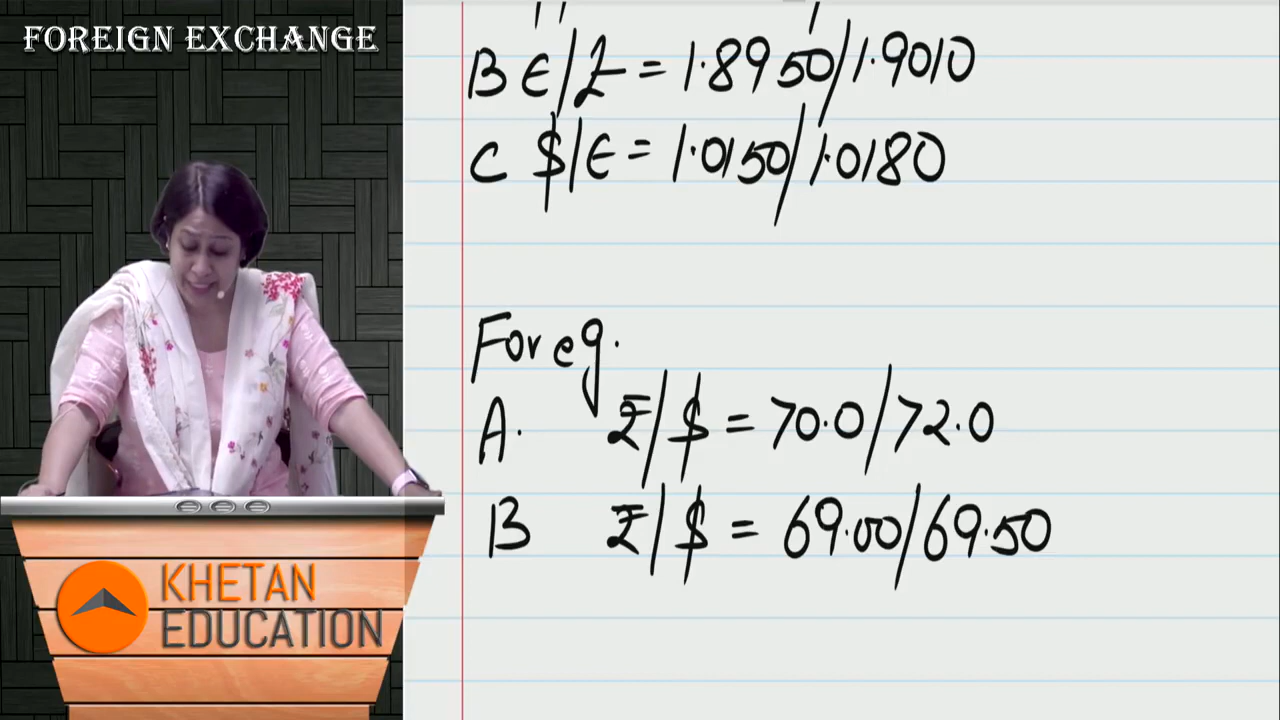 FOREIGN EXCHANGE
B €/£ = 1.8950/1.9010
C $/€ = 1.0150/1.0180
For eg.
A. ₹/$ = 70.0/72.0
B ₹/$ = 69.00/69.50
KHETAN
EDUCATION